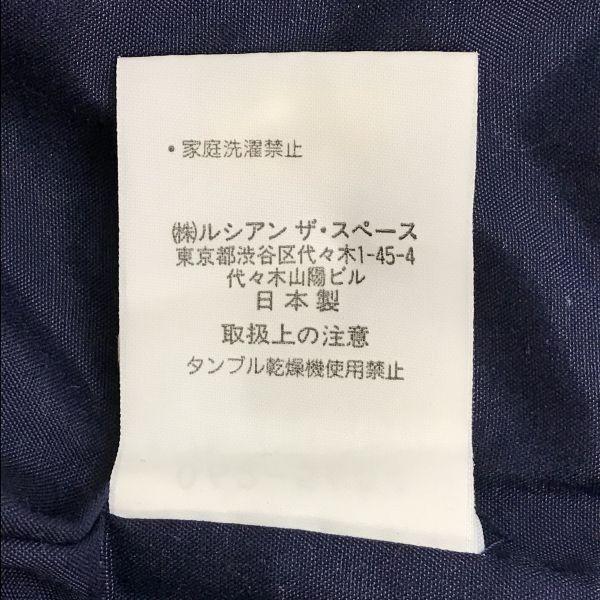 ・家庭洗濯禁止
㈱ルシアン ザ・スペース
東京都渋谷区代々木1-45-4
代々木山陽ビル
日本製
取扱上の注意
タンブル乾燥機使用禁止